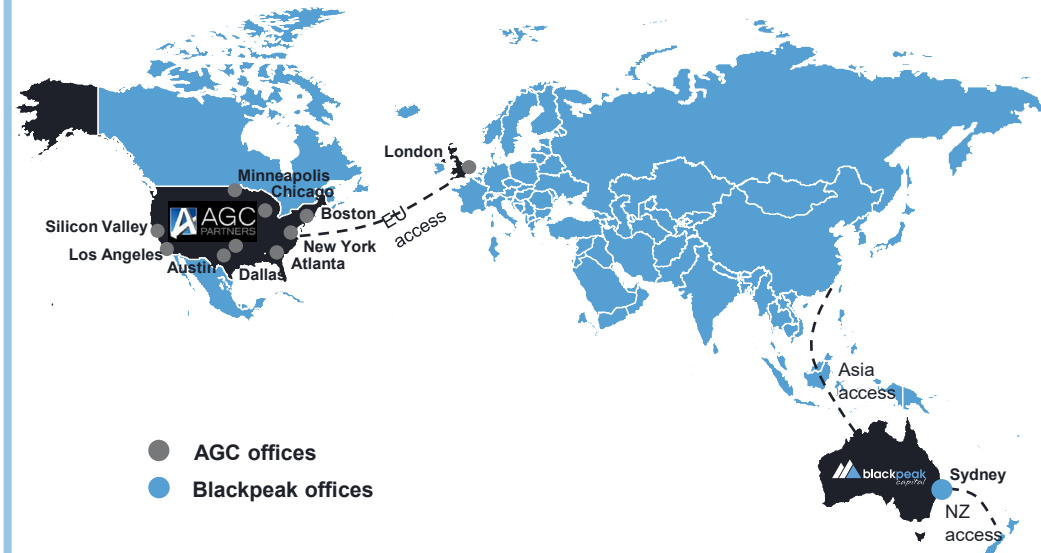 London
Minneapolis
Chicago
Boston
EU
access
Silicon Valley
AGC
PARTNERS
New York
Los Angeles
Atlanta
Austin
Dallas
Asia
access
AGC offices
blackpeak
capital
Sydney
Blackpeak offices
NZ
access